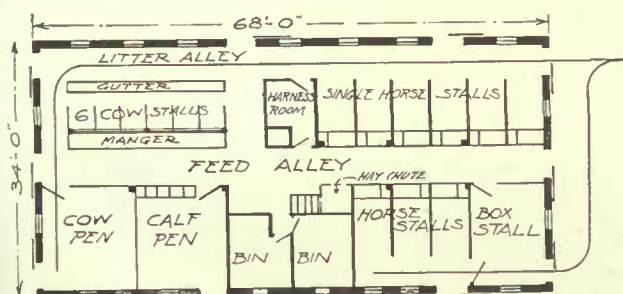 68'-0"
LITTER ALLEY
GUTTER
6 COW STALLS
MANGER
HARNESS
ROOM
SINGLE HORSE STALLS
34'-0"
FEED ALLEY
HAY CHUTE
COW
PEN
CALF
PEN
BIN
BIN
HORSE
STALLS
BOX
STALL